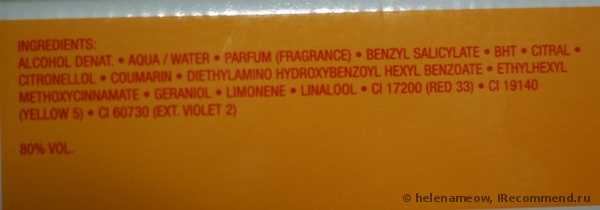 INGREDIENTS:
ALCOHOL DENAT. • AQUA / WATER • PARFUM (FRAGRANCE) • BENZYL SALICYLATE • BHT • CITRAL •
CITRONELLOL • COUMARIN • DIETHYLAMINO HYDROXYBENZOYL HEXYL BENZOATE • ETHYLHEXYL
METHOXYCINNAMATE • GERANIOL • LIMONENE • LINALOOL • CI 17200 (RED 33) • CI 19140
(YELLOW 5) • CI 60730 (EXT. VIOLET 2)
80% VOL.
© helenameow, IRecommend.ru